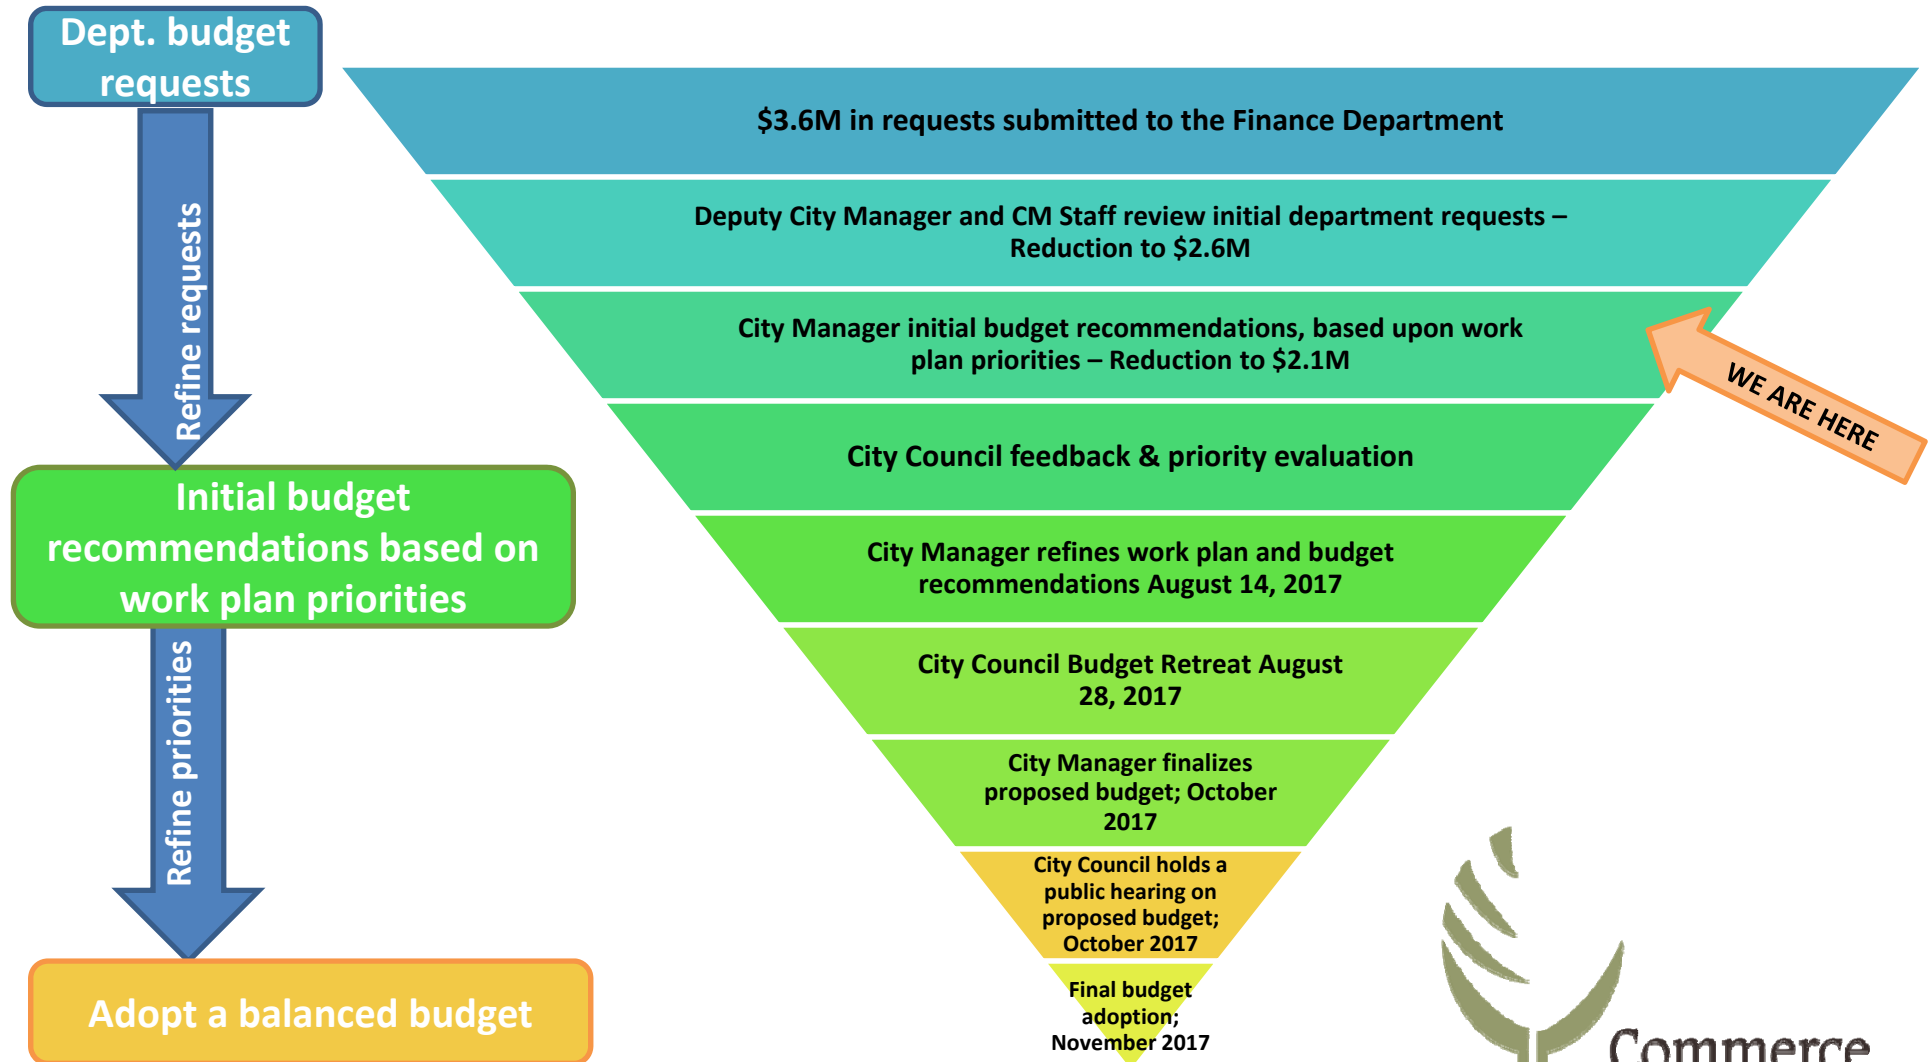 Dept. budget
requests
Refine requests
Initial budget
recommendations based on
work plan priorities
Refine priorities
Adopt a balanced budget
$3.6M in requests submitted to the Finance Department
Deputy City Manager and CM Staff review initial department requests –
Reduction to $2.6M
City Manager initial budget recommendations, based upon work
plan priorities – Reduction to $2.1M
WE ARE HERE
City Council feedback & priority evaluation
City Manager refines work plan and budget
recommendations August 14, 2017
City Council Budget Retreat August
28, 2017
City Manager finalizes
proposed budget; October
2017
City Council holds a
public hearing on
proposed budget;
October 2017
Final budget
adoption;
November 2017
Commerce